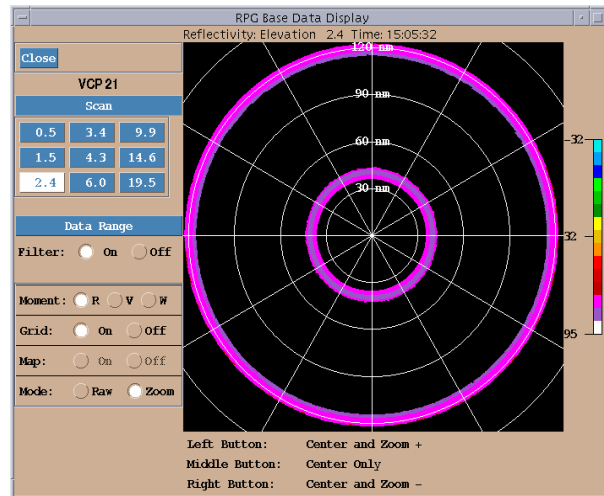 RPG Base Data Display
Reflectivity: Elevation 2.4 Time: 15:05:32
Close
VCP 21
Scan
0.5 3.4 9.9
1.5 4.3 14.6
2.4 6.0 19.5
Data Range
Filter: On Off
Moment: R V W
Grid: On Off
Map: On Off
Mode: Raw Zoom
120 nm
90 nm
60 nm
30 nm
-32
32
95
Left Button: Center and Zoom +
Middle Button: Center Only
Right Button: Center and Zoom -